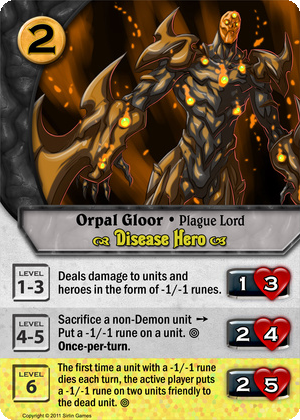 2
Orpal Gloor • Plague Lord
Disease Hero
LEVEL
1-3
Deals damage to units and
heroes in the form of -1/-1 runes.
1 3
LEVEL
4-5
Sacrifice a non-Demon unit →
Put a -1/-1 rune on a unit.
Once-per-turn.
2 4
LEVEL
6
The first time a unit with a -1/-1 rune
dies each turn, the active player puts
a -1/-1 rune on two units friendly to
the dead unit.
2 5
Copyright © 2011 Sirlin Games